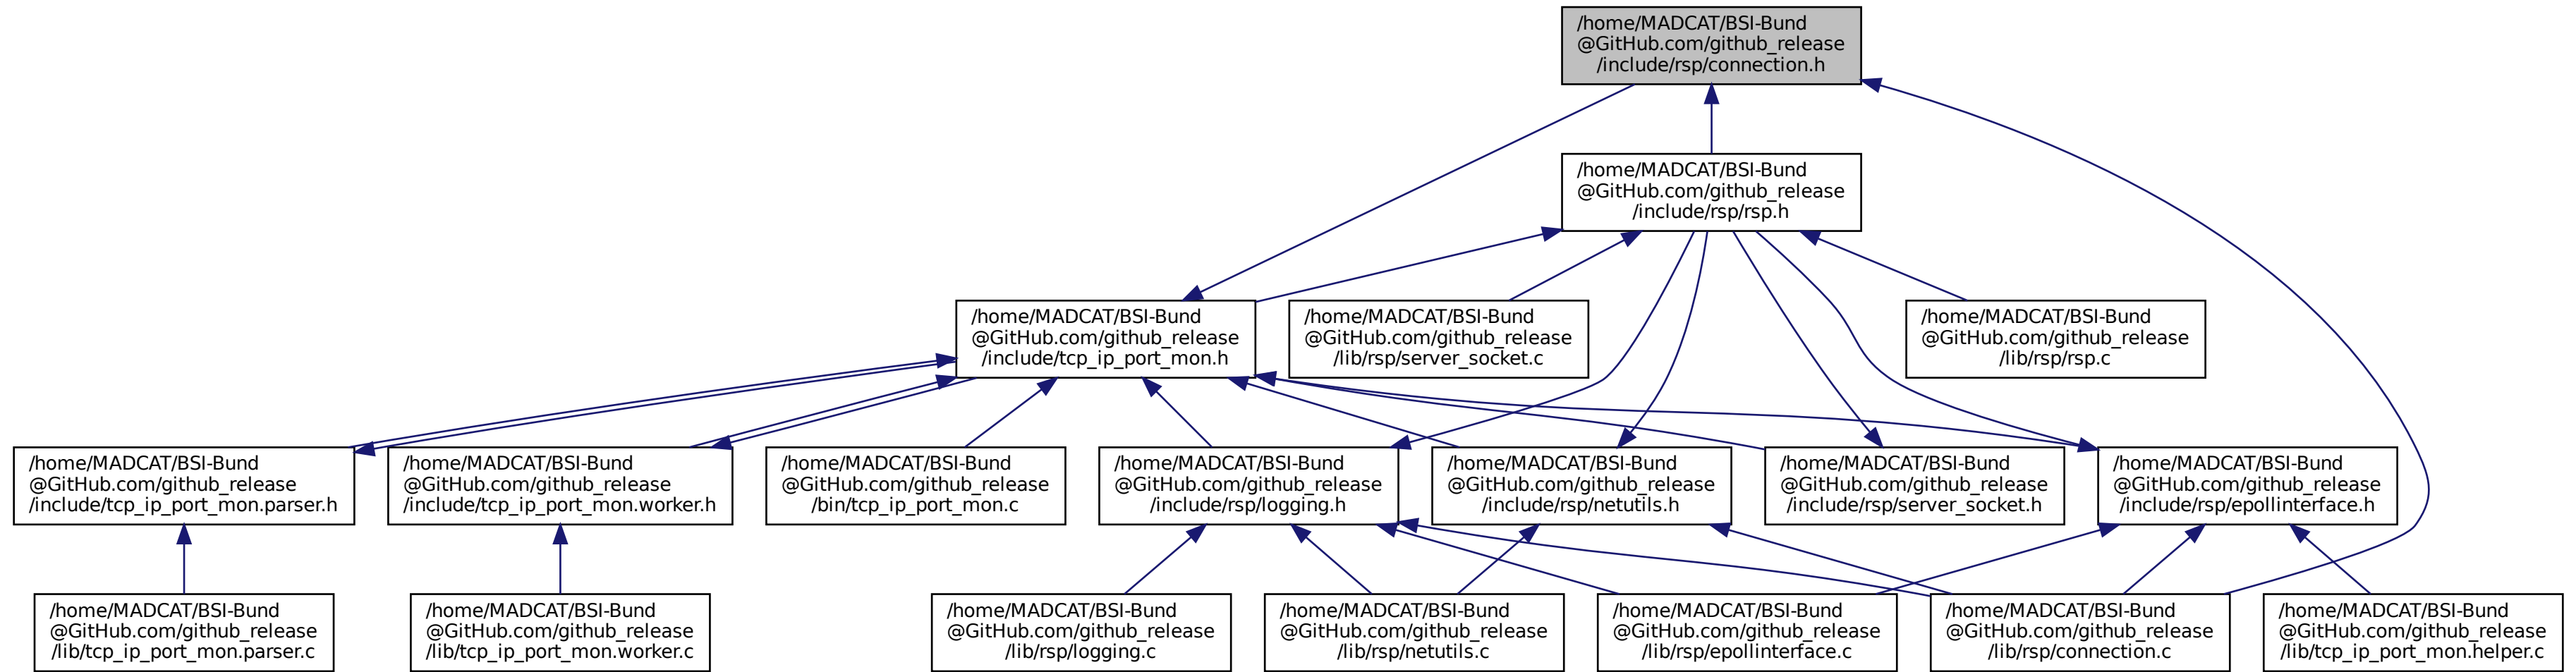 /home/MADCAT/BSI-Bund
@GitHub.com/github_release
/include/rsp/connection.h
/home/MADCAT/BSI-Bund
@GitHub.com/github_release
/include/rsp/rsp.h
/home/MADCAT/BSI-Bund
@GitHub.com/github_release
/include/tcp_ip_port_mon.h
/home/MADCAT/BSI-Bund
@GitHub.com/github_release
/lib/rsp/server_socket.c
/home/MADCAT/BSI-Bund
@GitHub.com/github_release
/lib/rsp/rsp.c
/home/MADCAT/BSI-Bund
@GitHub.com/github_release
/include/tcp_ip_port_mon.parser.h
/home/MADCAT/BSI-Bund
@GitHub.com/github_release
/include/tcp_ip_port_mon.worker.h
/home/MADCAT/BSI-Bund
@GitHub.com/github_release
/bin/tcp_ip_port_mon.c
/home/MADCAT/BSI-Bund
@GitHub.com/github_release
/include/rsp/logging.h
/home/MADCAT/BSI-Bund
@GitHub.com/github_release
/include/rsp/netutils.h
/home/MADCAT/BSI-Bund
@GitHub.com/github_release
/include/rsp/server_socket.h
/home/MADCAT/BSI-Bund
@GitHub.com/github_release
/include/rsp/epollinterface.h
/home/MADCAT/BSI-Bund
@GitHub.com/github_release
/lib/tcp_ip_port_mon.parser.c
/home/MADCAT/BSI-Bund
@GitHub.com/github_release
/lib/tcp_ip_port_mon.worker.c
/home/MADCAT/BSI-Bund
@GitHub.com/github_release
/lib/rsp/logging.c
/home/MADCAT/BSI-Bund
@GitHub.com/github_release
/lib/rsp/netutils.c
/home/MADCAT/BSI-Bund
@GitHub.com/github_release
/lib/rsp/epollinterface.c
/home/MADCAT/BSI-Bund
@GitHub.com/github_release
/lib/rsp/connection.c
/home/MADCAT/BSI-Bund
@GitHub.com/github_release
/lib/tcp_ip_port_mon.helper.c